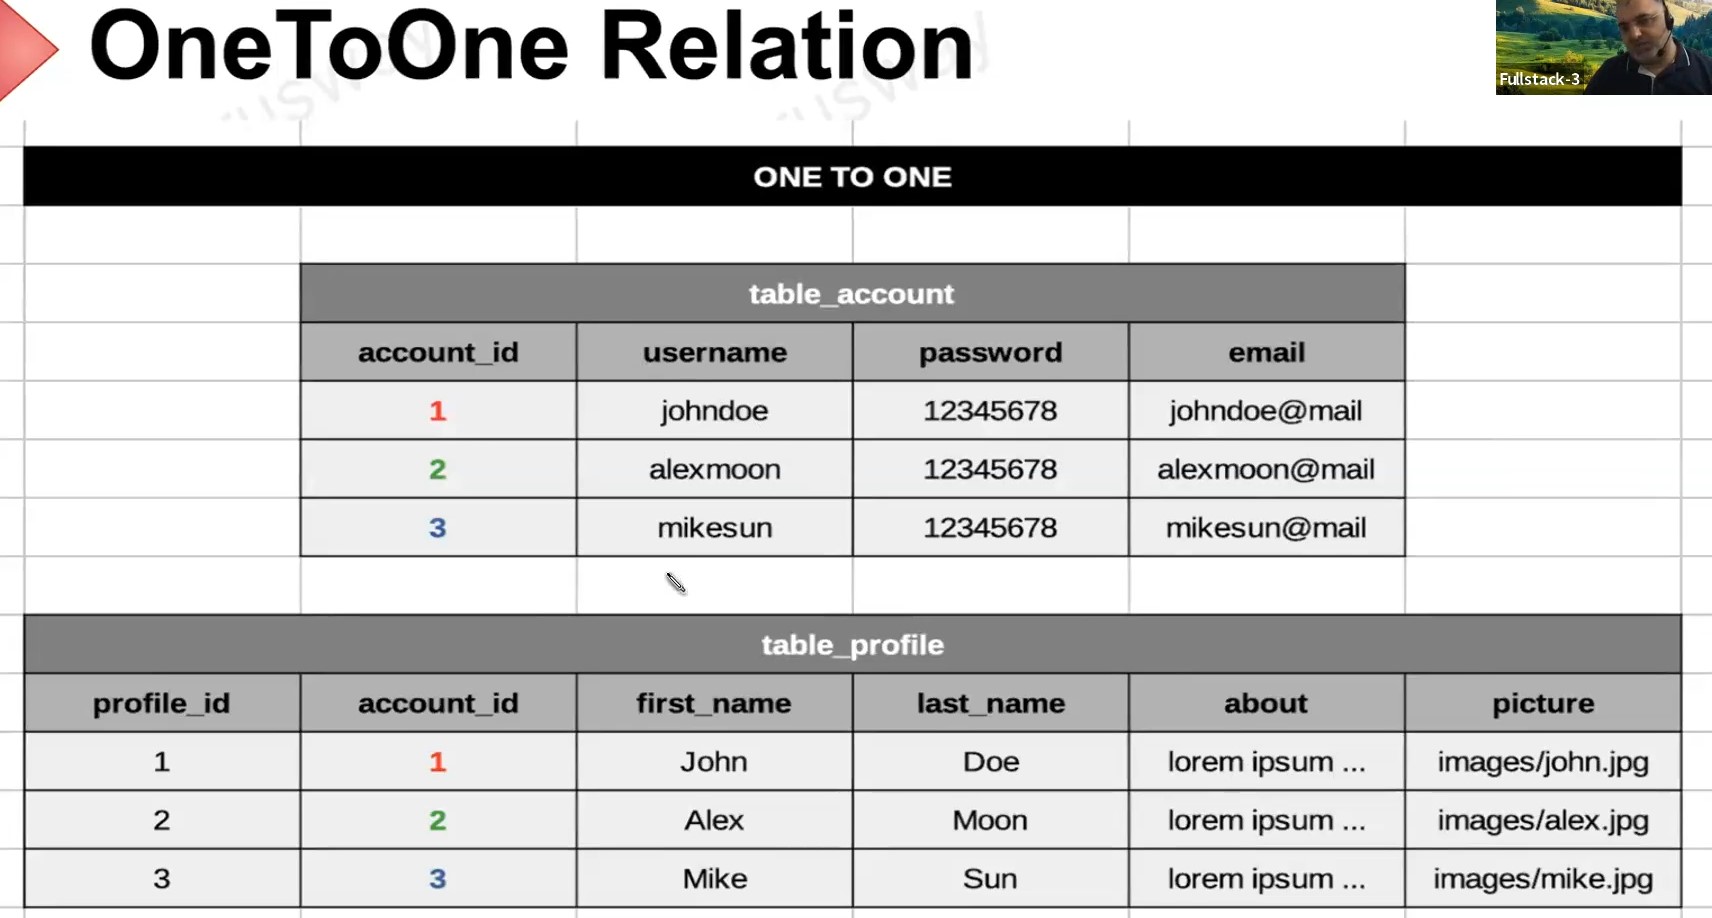 OneToOne Relation
Fullstack-3
ONE TO ONE
table_account
account_id username password email
1 johndoe 12345678 johndoe@mail
2 alexmoon 12345678 alexmoon@mail
3 mikesun 12345678 mikesun@mail
table_profile
profile_id account_id first_name last_name about picture
1 1 John Doe lorem ipsum ... images/john.jpg
2 2 Alex Moon lorem ipsum ... images/alex.jpg
3 3 Mike Sun lorem ipsum ... images/mike.jpg